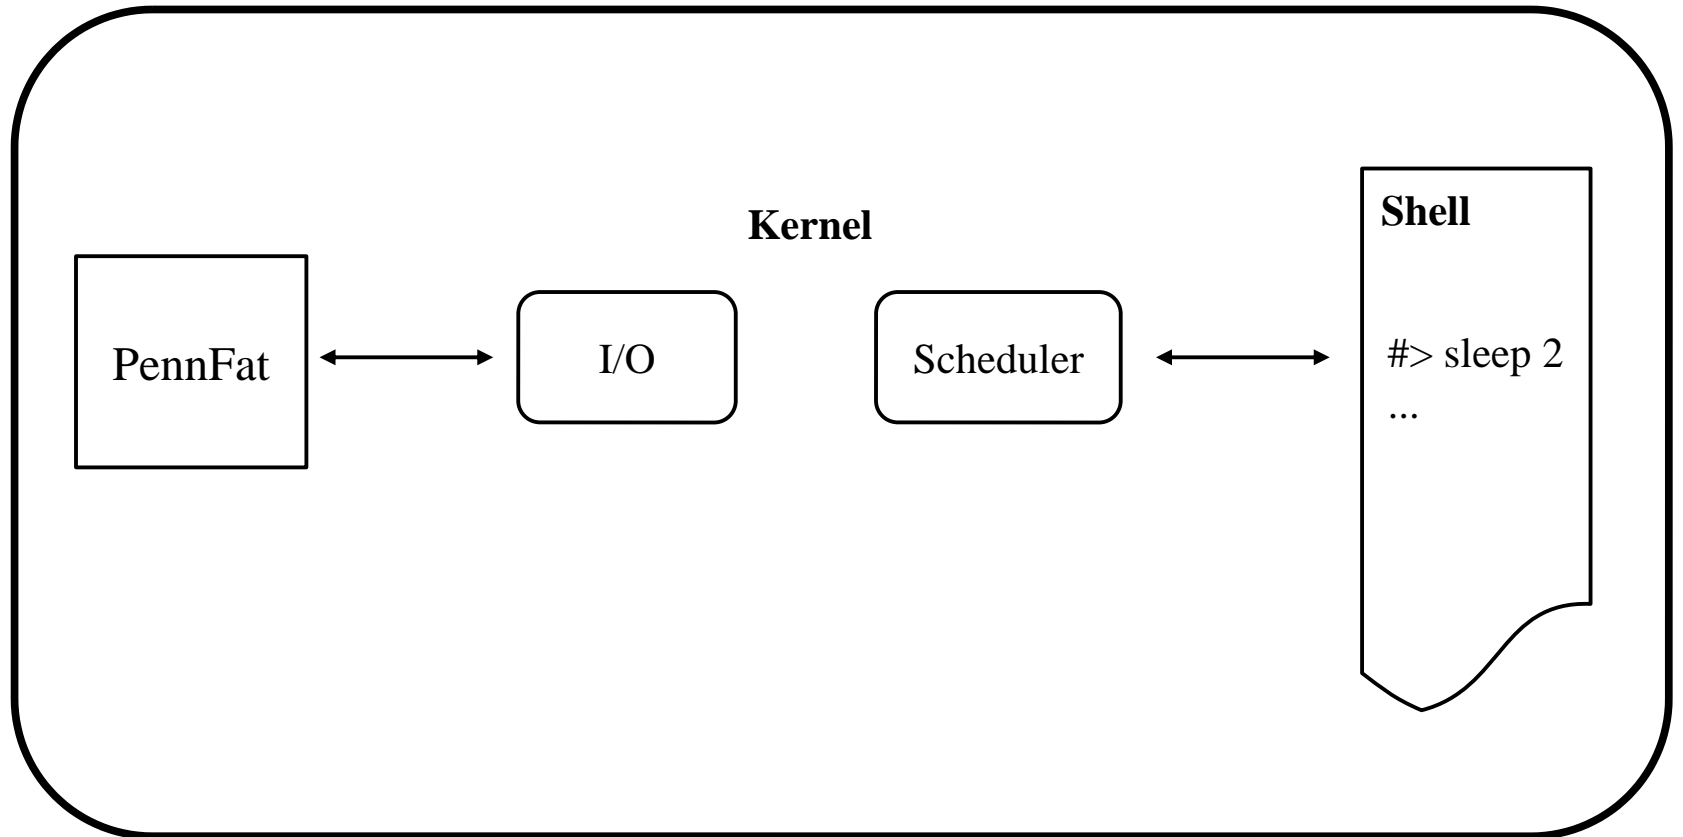 Kernel
PennFat
I/O
Scheduler
Shell
#> sleep 2
...